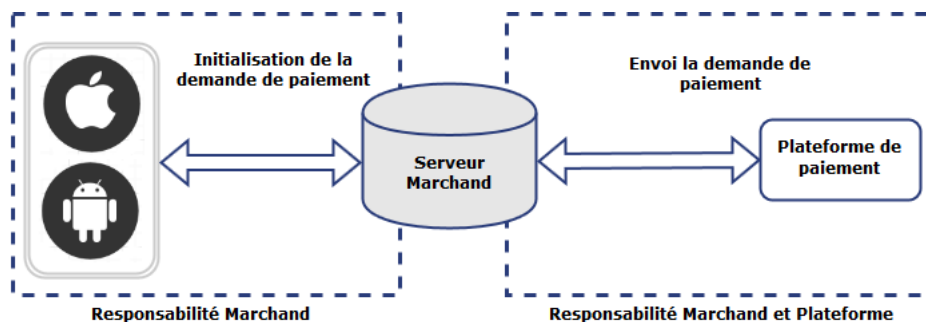 Initialisation de la
demande de paiement
Envoi la demande de
paiement
Serveur
Marchand
Plateforme de
paiement
Responsabilité Marchand
Responsabilité Marchand et Plateforme